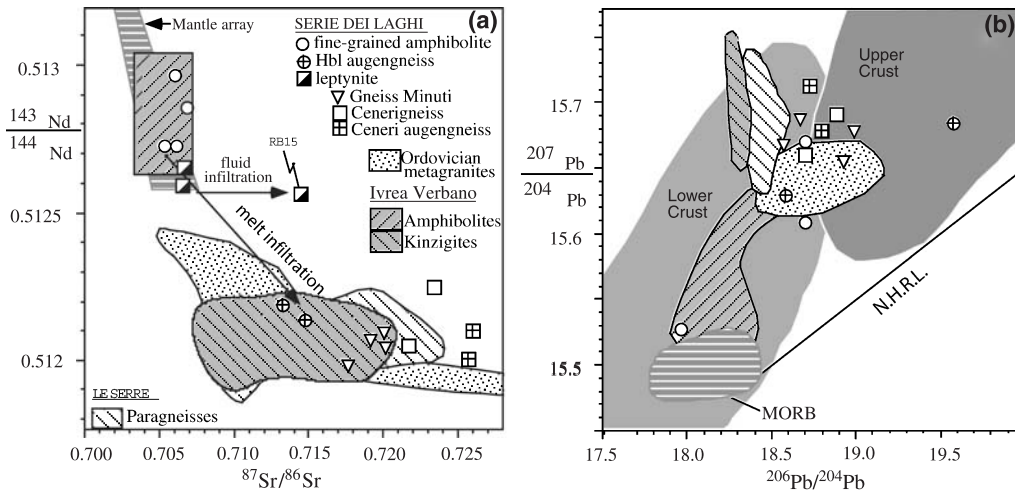 (a)
Mantle array
SERIE DEI LAGHI
fine-grained amphibolite
Hbl augengneiss
leptynite
Gneiss Minuti
Cenerigneiss
Ceneri augengneiss
Ordovician
metagranites
Ivrea Verbano
Amphibolites
Kinzigites
0.513
143
Nd
144
Nd
0.5125
0.512
RB15
fluid
infiltration
melt infiltration
LE SERRE
Paragneisses
0.700 0.705 0.710 0.715 0.720 0.725
87Sr/86Sr
(b)
Upper
Crust
Lower
Crust
15.7
207
Pb
204
Pb
15.6
15.5
N.H.R.L.
MORB
17.5 18.0 18.5 19.0 19.5
206Pb/204Pb